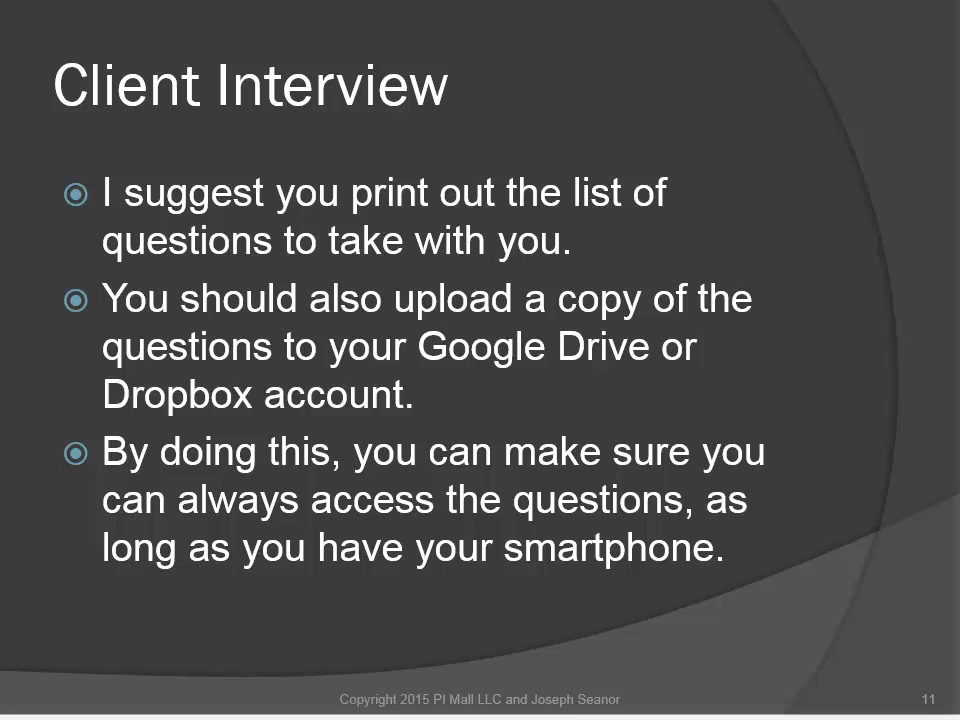 Client Interview
I suggest you print out the list of
questions to take with you.
You should also upload a copy of the
questions to your Google Drive or
Dropbox account.
By doing this, you can make sure you
can always access the questions, as
long as you have your smartphone.
Copyright 2015 PI Mall LLC and Joseph Seanor
11